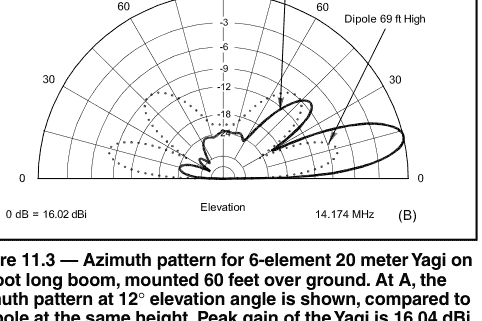 60
60
-3
Dipole 69 ft High
-6
-9
30
30
-12
-18
-24
0
0
Elevation
0 dB = 16.02 dBi
14.174 MHz
(B)
re 11.3 — Azimuth pattern for 6-element 20 meter Yagi on
oot long boom, mounted 60 feet over ground. At A, the
uth pattern at 12° elevation angle is shown, compared to
pole at the same height. Peak gain of the Yagi is 16.04 dBi